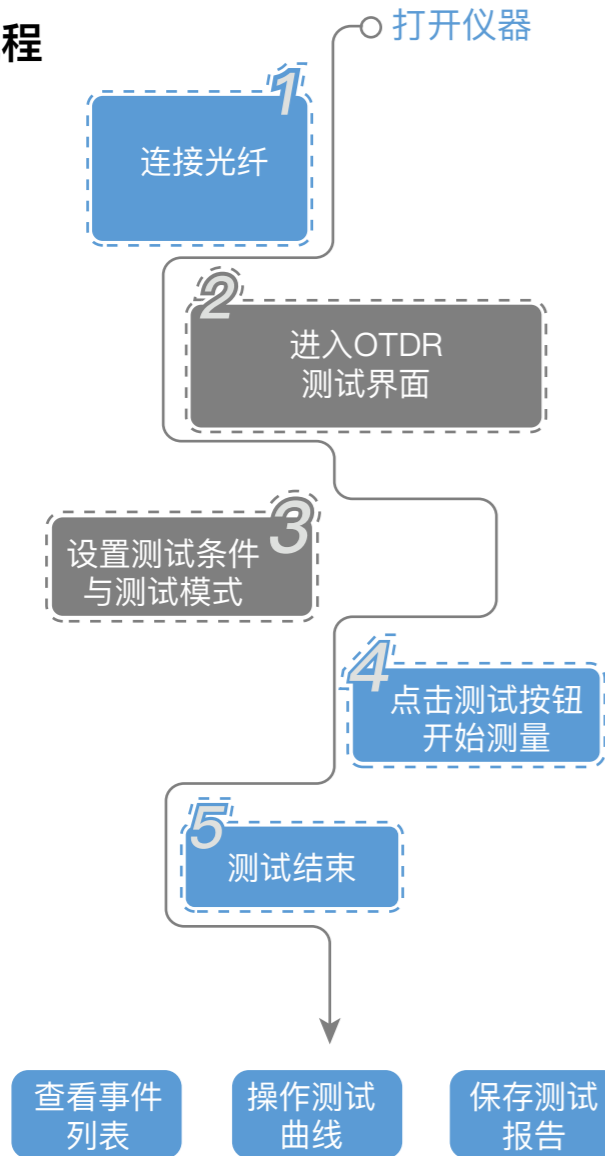 程
打开仪器
1
连接光纤
2
进入OTDR
测试界面
3
设置测试条件
与测试模式
4
点击测试按钮
开始测量
5
测试结束
查看事件
列表
操作测试
曲线
保存测试
报告